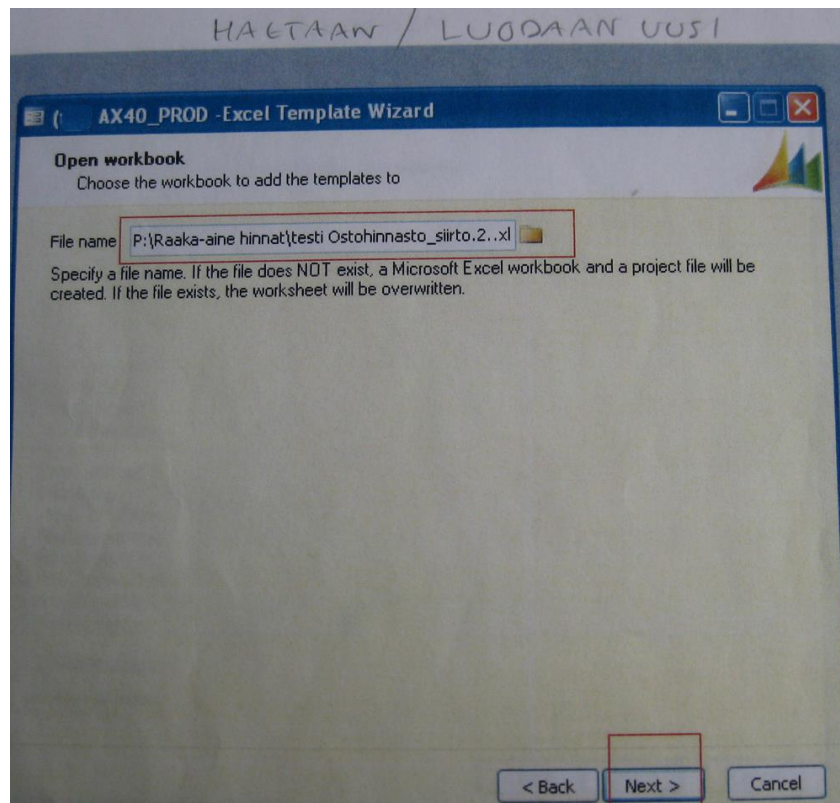 HAETAAN / LUODAAN UUSI
( AX40_PROD -Excel Template Wizard
Open workbook
Choose the workbook to add the templates to
File name P:\Raaka-aine hinnat\testi Ostohinnasto_siirto.2..xl
Specify a file name. If the file does NOT exist, a Microsoft Excel workbook and a project file will be
created. If the file exists, the worksheet will be overwritten.
< Back Next > Cancel